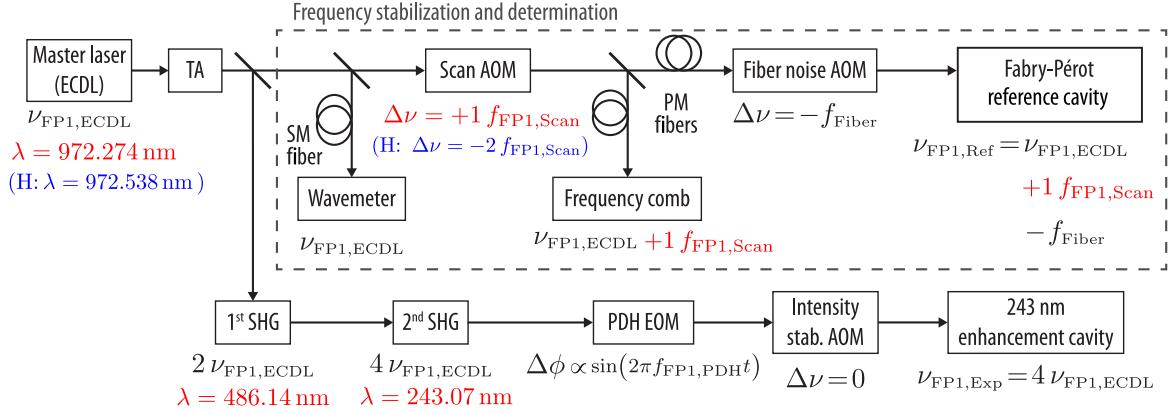 Frequency stabilization and determination
Master laser
(ECDL)
ν_FP1,ECDL
λ = 972.274 nm
(H: λ = 972.538 nm)
TA
SM
fiber
Wavemeter
ν_FP1,ECDL
Scan AOM
Δν = +1 f_FP1,Scan
(H: Δν = −2 f_FP1,Scan)
PM
fibers
Frequency comb
ν_FP1,ECDL +1 f_FP1,Scan
Fiber noise AOM
Δν = −f_Fiber
Fabry-Pérot
reference cavity
ν_FP1,Ref = ν_FP1,ECDL
+1 f_FP1,Scan
−f_Fiber
1st SHG
2 ν_FP1,ECDL
λ = 486.14 nm
2nd SHG
4 ν_FP1,ECDL
λ = 243.07 nm
PDH EOM
Δϕ ∝ sin(2πf_FP1,PDH t)
Intensity
stab. AOM
Δν = 0
243 nm
enhancement cavity
ν_FP1,Exp = 4 ν_FP1,ECDL